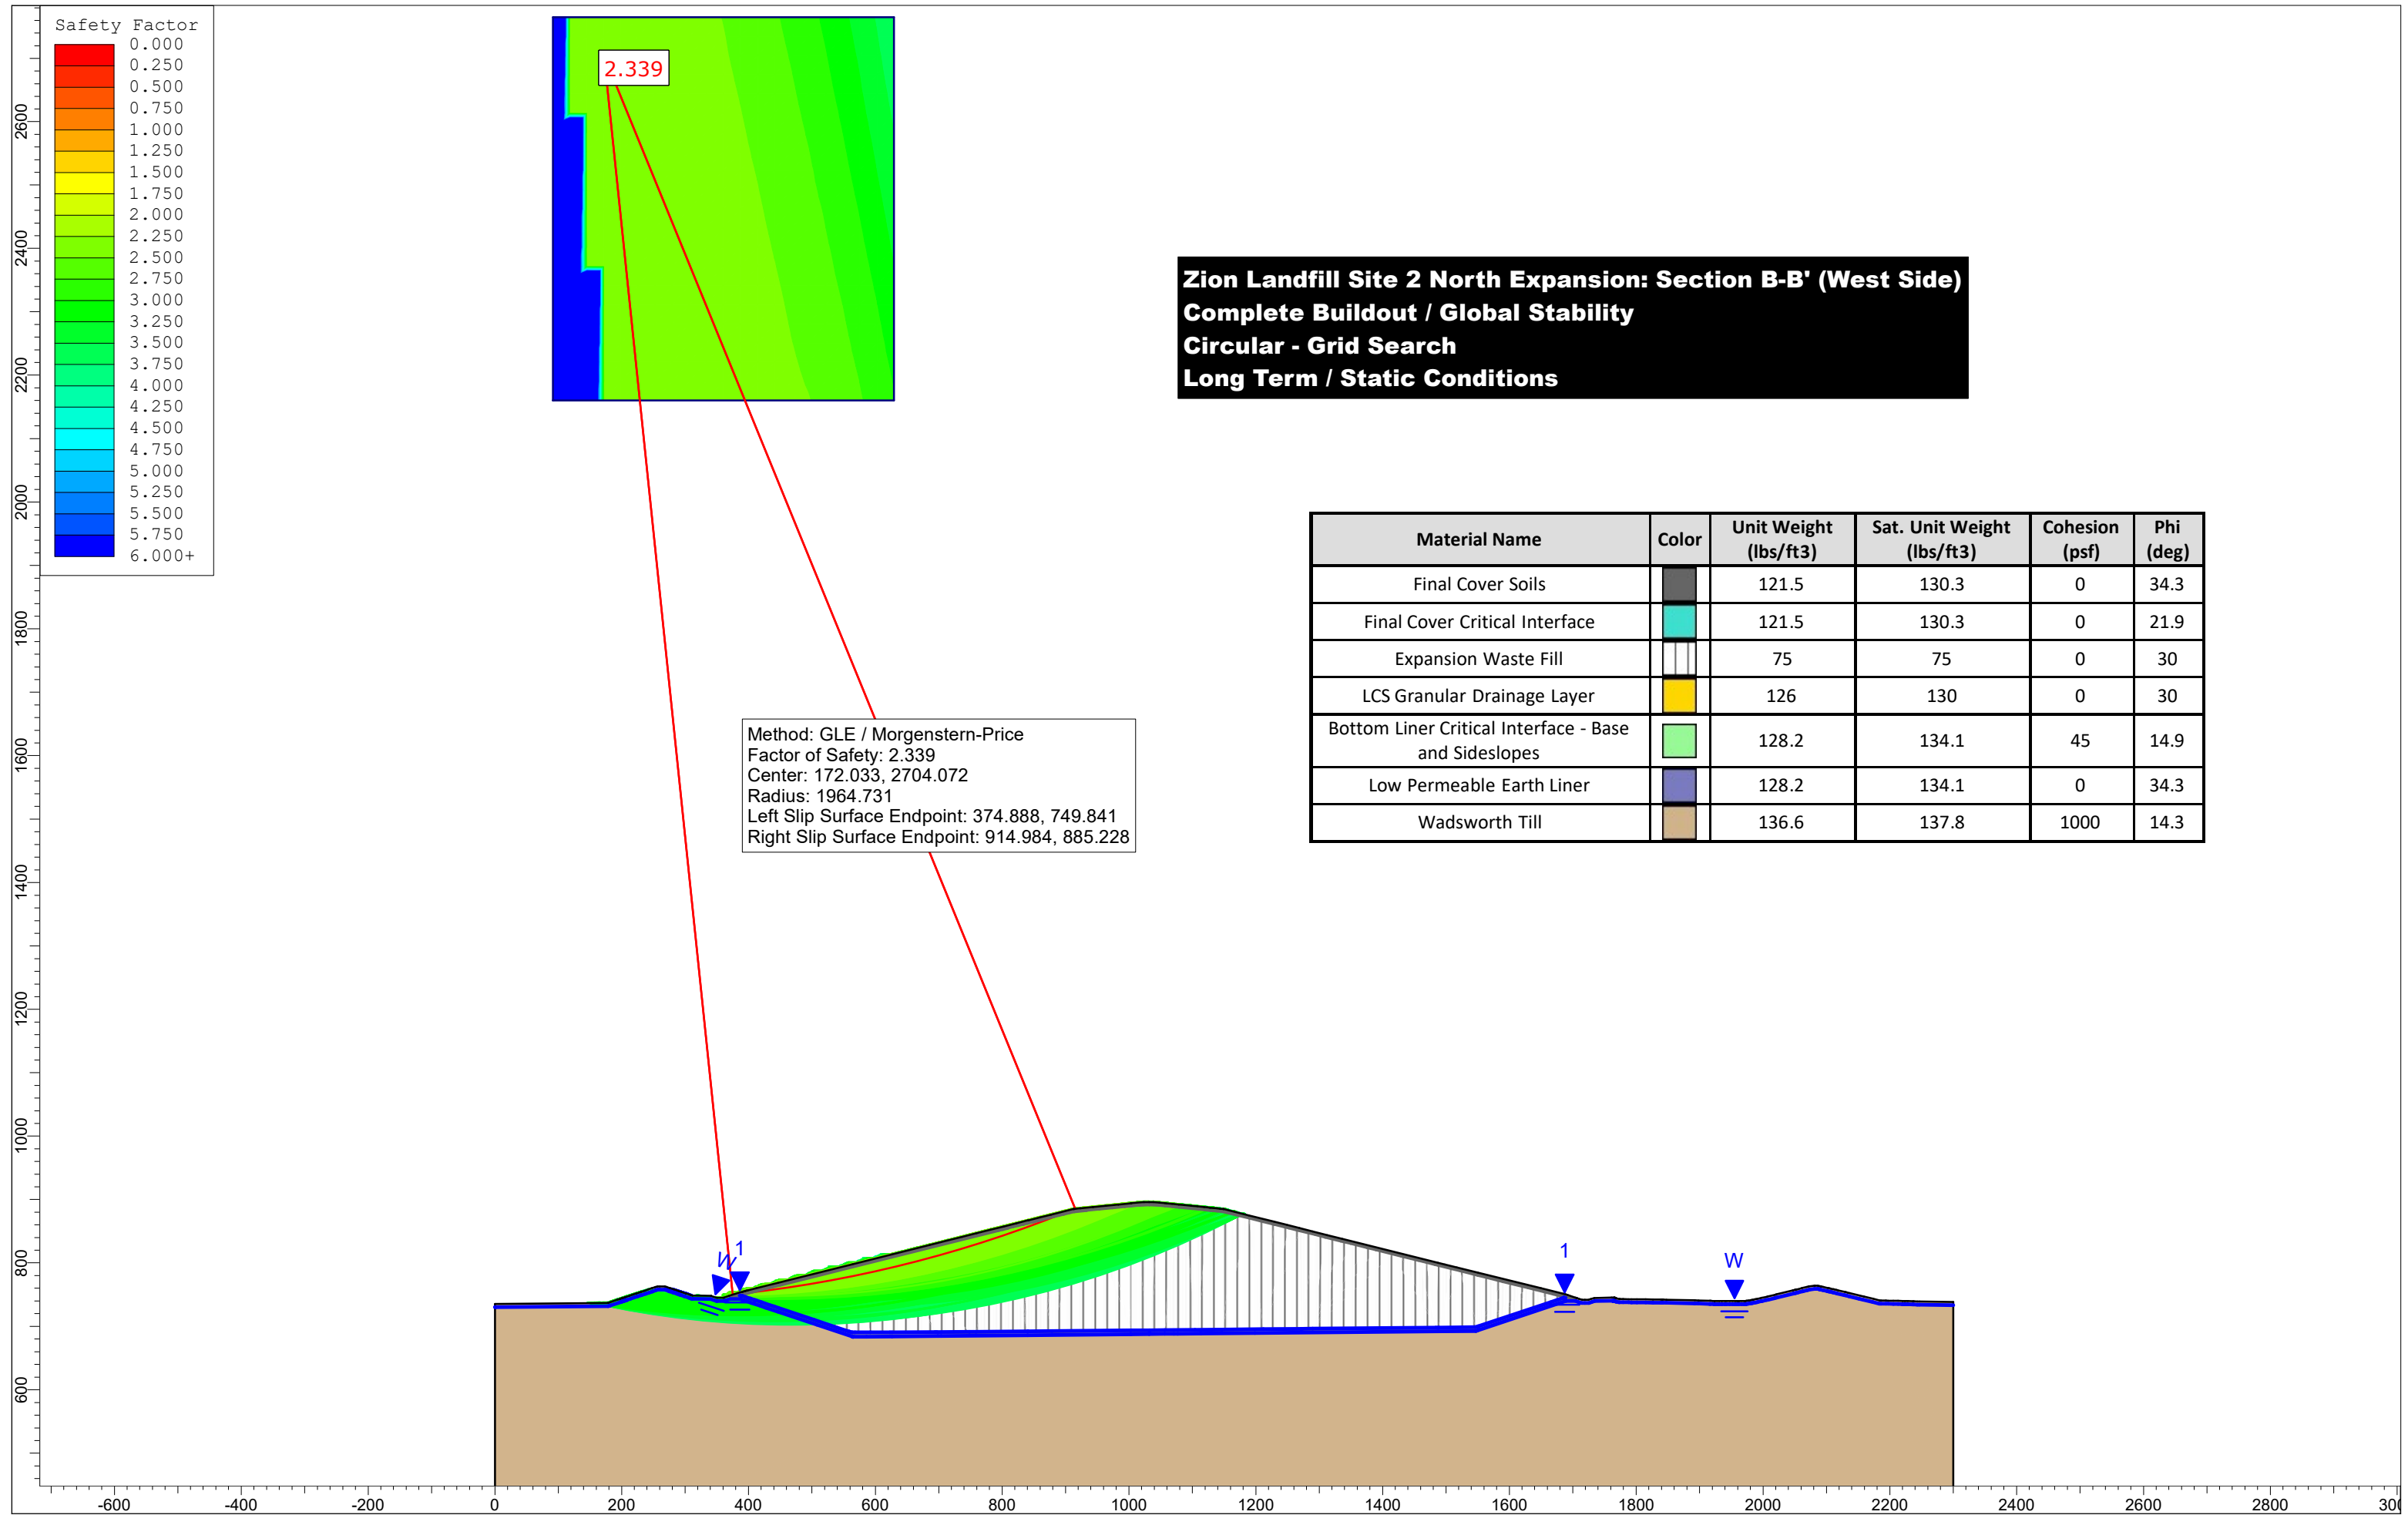 Safety Factor
0.000
0.250
0.500
0.750
1.000
1.250
1.500
1.750
2.000
2.250
2.500
2.750
3.000
3.250
3.500
3.750
4.000
4.250
4.500
4.750
5.000
5.250
5.500
5.750
6.000+
2.339
Zion Landfill Site 2 North Expansion: Section B-B' (West Side)
Complete Buildout / Global Stability
Circular - Grid Search
Long Term / Static Conditions
Material Name Color Unit Weight (lbs/ft3) Sat. Unit Weight (lbs/ft3) Cohesion (psf) Phi (deg)
Final Cover Soils 121.5 130.3 0 34.3
Final Cover Critical Interface 121.5 130.3 0 21.9
Expansion Waste Fill 75 75 0 30
LCS Granular Drainage Layer 126 130 0 30
Bottom Liner Critical Interface - Base and Sideslopes 128.2 134.1 45 14.9
Low Permeable Earth Liner 128.2 134.1 0 34.3
Wadsworth Till 136.6 137.8 1000 14.3
Method: GLE / Morgenstern-Price
Factor of Safety: 2.339
Center: 172.033, 2704.072
Radius: 1964.731
Left Slip Surface Endpoint: 374.888, 749.841
Right Slip Surface Endpoint: 914.984, 885.228
W 1 1 W
2600
2400
2200
2000
1800
1600
1400
1200
1000
800
600
-600 -400 -200 0 200 400 600 800 1000 1200 1400 1600 1800 2000 2200 2400 2600 2800